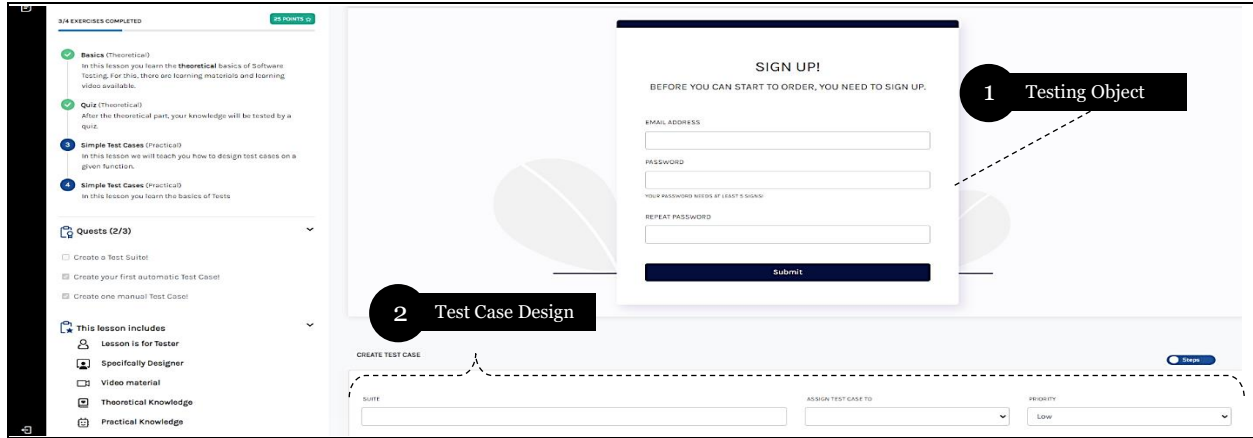 3/4 EXERCISES COMPLETED
25 POINTS
Basics (Theoretical)
In this lesson you learn the theoretical basics of Software
Testing. For this, there are learning materials and learning
video available.
Quiz (Theoretical)
After the theoretical part, your knowledge will be tested by a
quiz.
3
Simple Test Cases (Practical)
In this lesson we will teach you how to design test cases on a
given function.
4
Simple Test Cases (Practical)
In this lesson you learn the basics of Tests
Quests (2/3)
Create a Test Suite!
Create your first automatic Test Case!
Create one manual Test Case!
This lesson includes
Lesson is for Tester
Specifcally Designer
Video material
Theoretical Knowledge
Practical Knowledge
SIGN UP!
BEFORE YOU CAN START TO ORDER, YOU NEED TO SIGN UP.
EMAIL ADDRESS
PASSWORD
YOUR PASSWORD NEEDS AT LEAST 5 SIGNS!
REPEAT PASSWORD
Submit
1 Testing Object
2 Test Case Design
CREATE TEST CASE
Steps
SUITE
ASSIGN TEST CASE TO
PRIORITY
Low